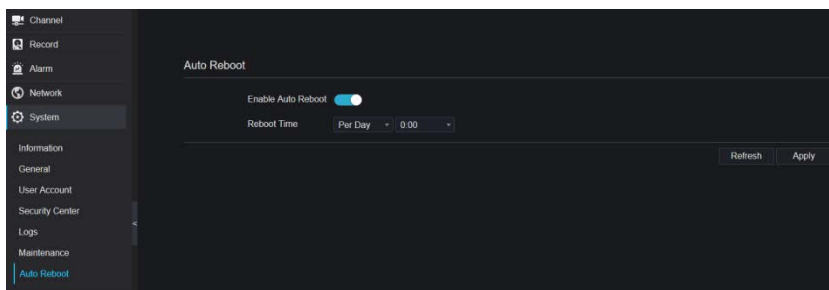 Channel
Record
Alarm
Network
System
Information
General
User Account
Security Center
Logs
Maintenance
Auto Reboot
Auto Reboot
Enable Auto Reboot
Reboot Time Per Day 0:00
Refresh Apply